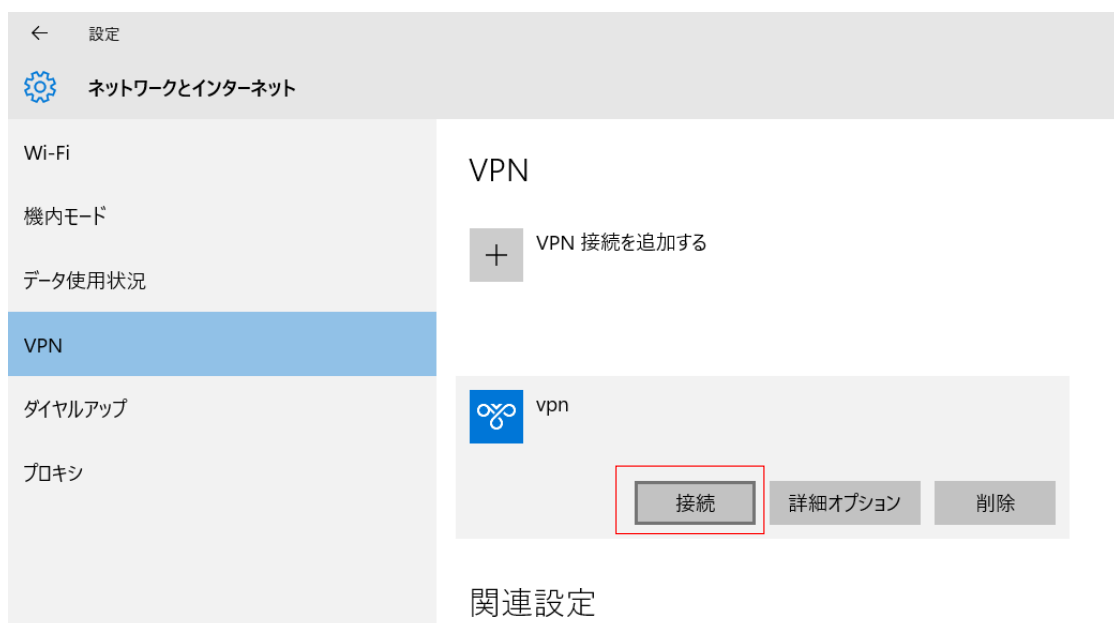 設定
ネットワークとインターネット
Wi-Fi
機内モード
データ使用状況
VPN
ダイヤルアップ
プロキシ
VPN
VPN 接続を追加する
vpn
接続 詳細オプション 削除
関連設定